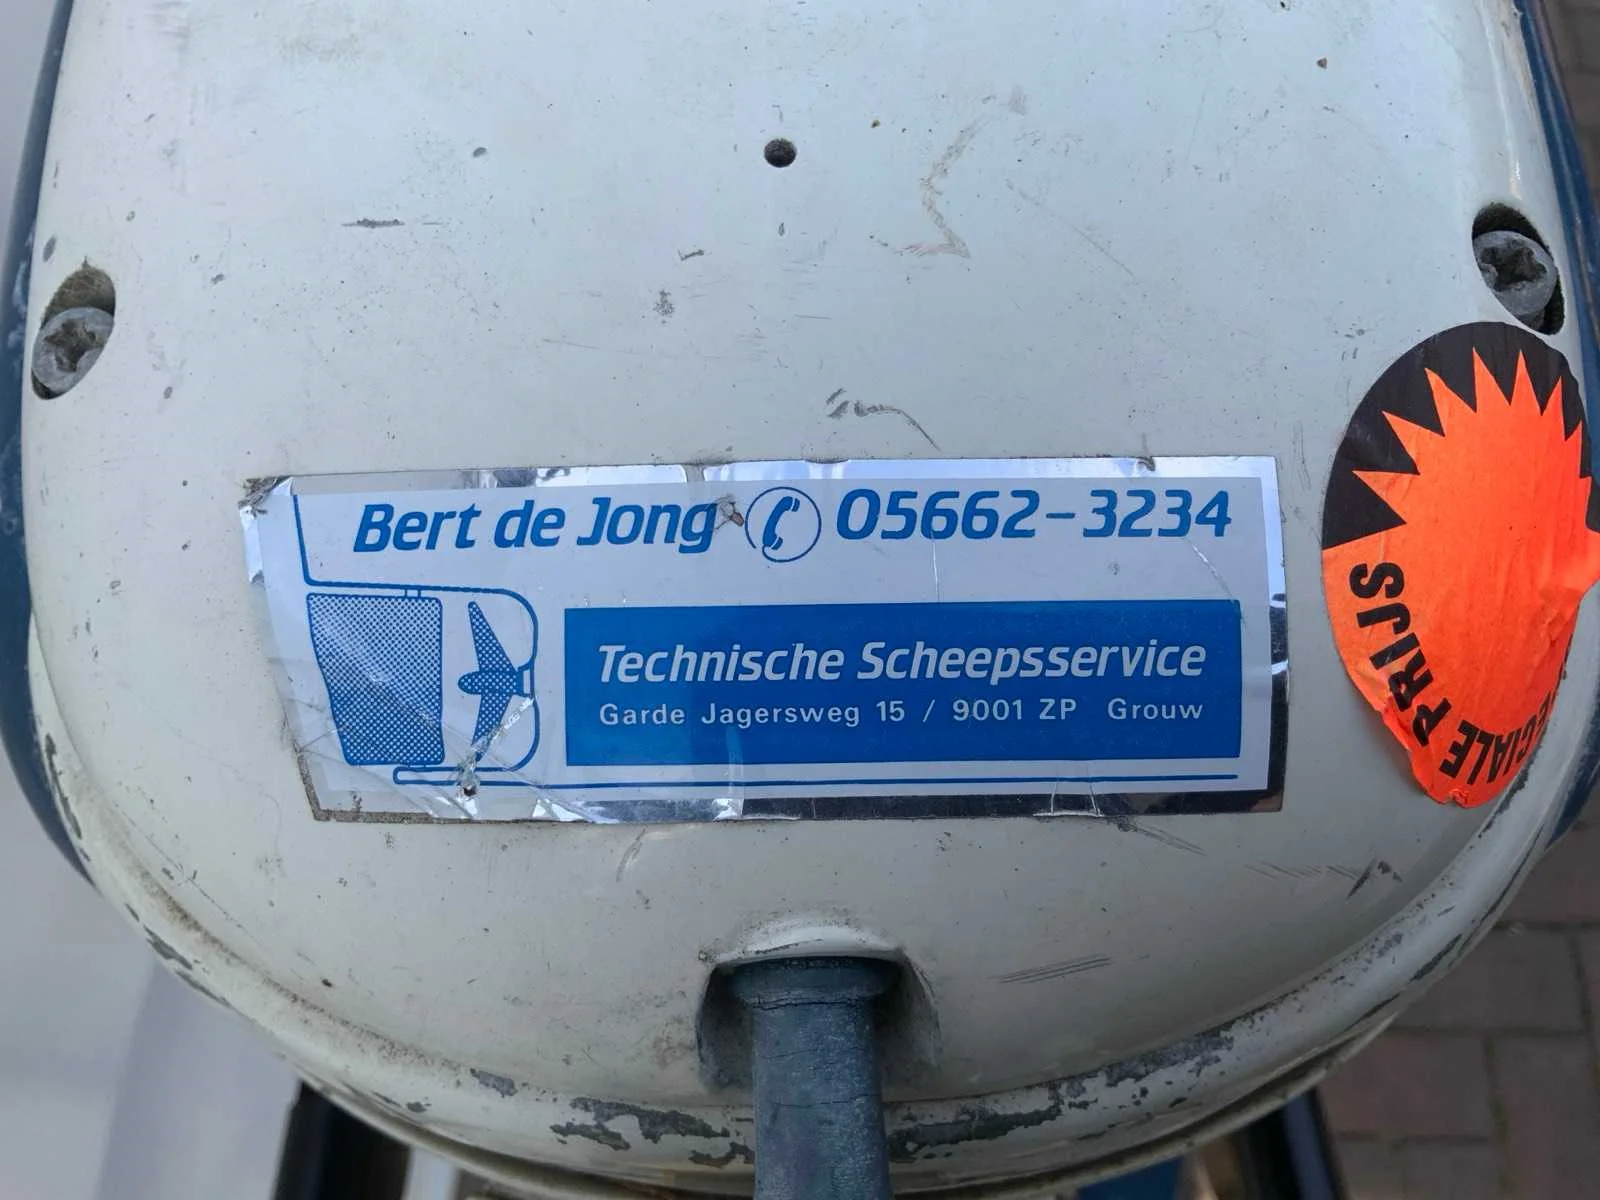 Bert de Jong 05662-3234
Technische Scheepsservice
Garde Jagersweg 15 / 9001 ZP Grouw
PRIJS